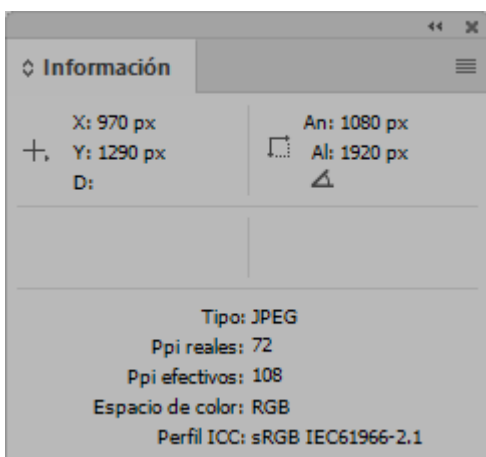 Información
X: 970 px
Y: 1290 px
D:
An: 1080 px
Al: 1920 px
Tipo: JPEG
Ppi reales: 72
Ppi efectivos: 108
Espacio de color: RGB
Perfil ICC: sRGB IEC61966-2.1